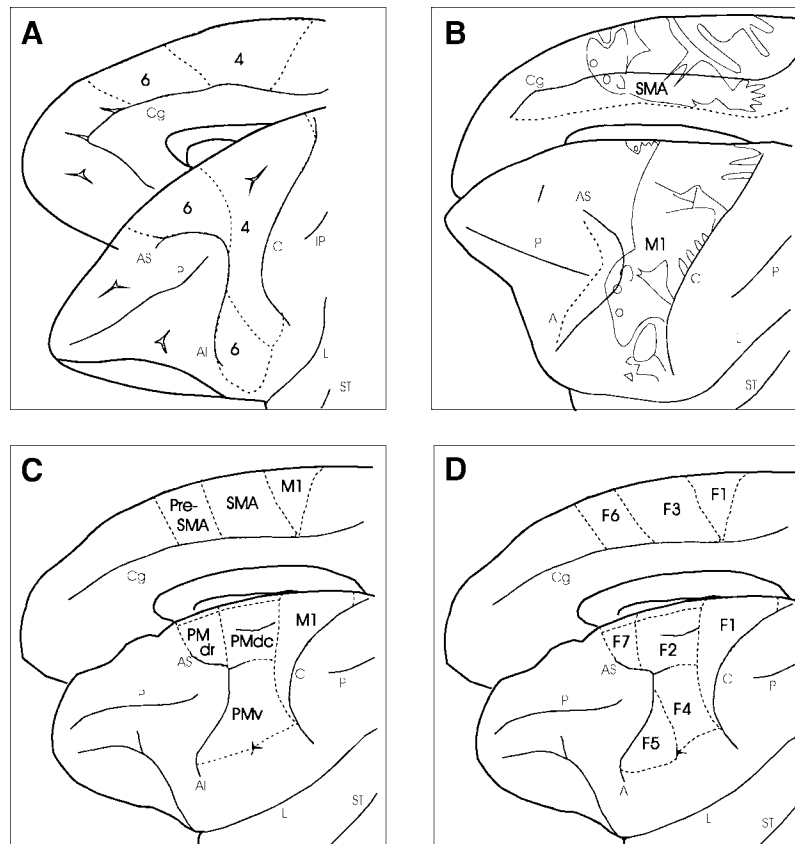 A
4
6
Cg
6
4
AS
P
C
IP
AI
6
L
ST
B
Cg
SMA
AS
P
M1
C
P
A
L
ST
C
M1
SMA
Pre-
SMA
Cg
PM
dr
PMdc
M1
AS
C
P
P
PMv
AI
L
ST
D
F1
F3
F6
Cg
F7
F2
F1
AS
C
P
P
F4
F5
A
L
ST